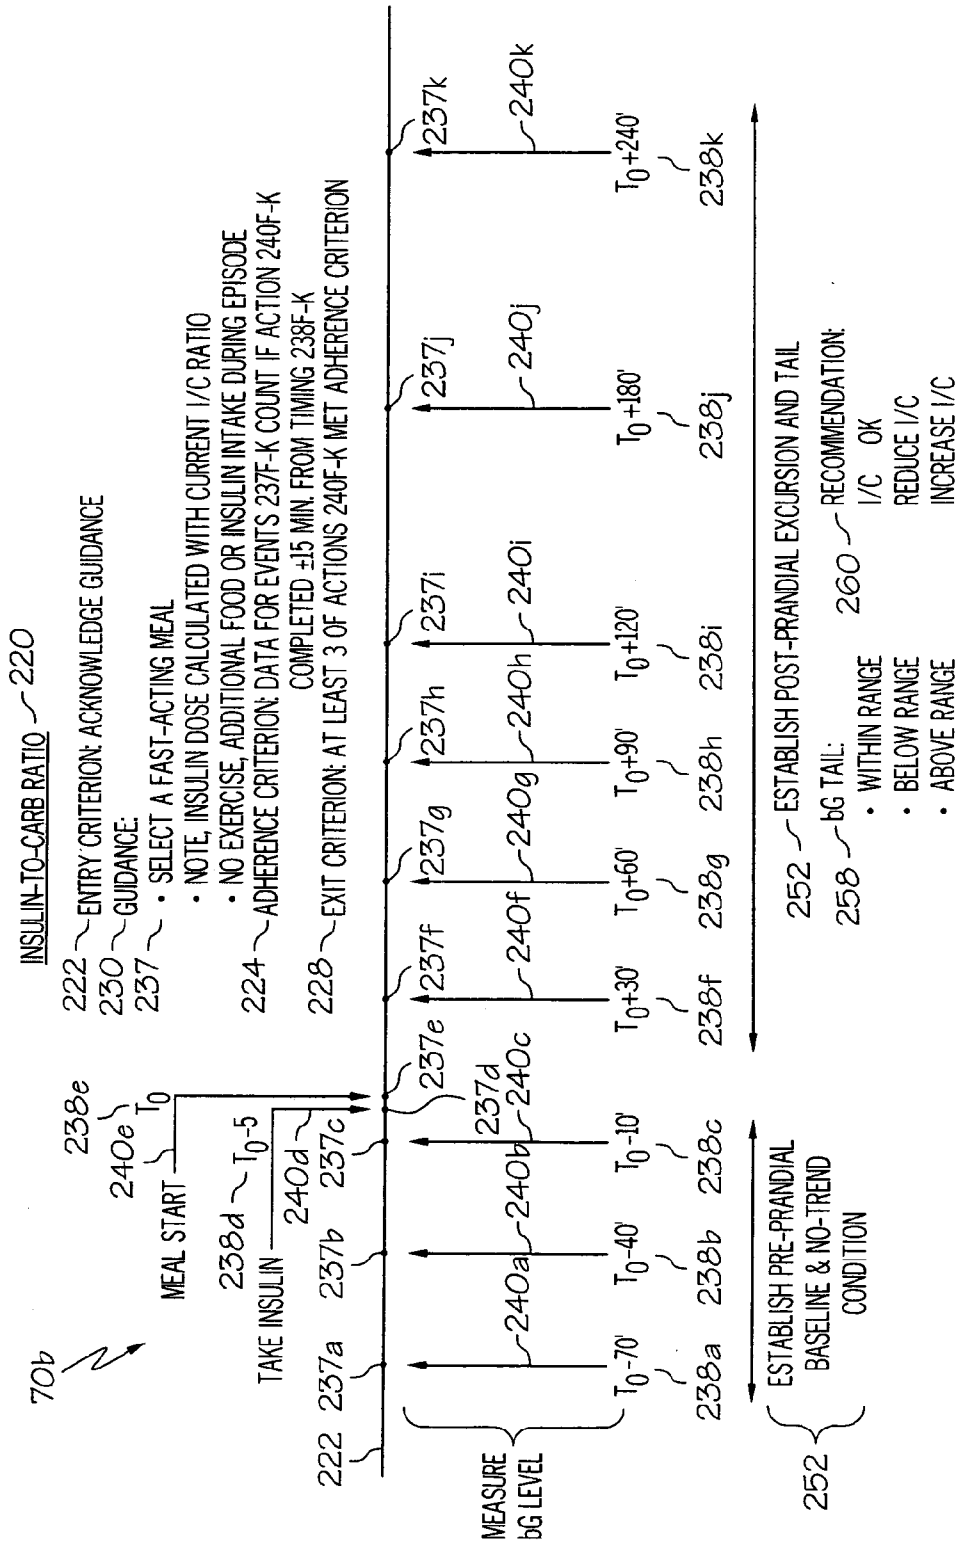 INSULIN-TO-CARB RATIO 220
70b
222 ENTRY CRITERION: ACKNOWLEDGE GUIDANCE
230 GUIDANCE:
237 • SELECT A FAST-ACTING MEAL
• NOTE, INSULIN DOSE CALCULATED WITH CURRENT I/C RATIO
• NO EXERCISE, ADDITIONAL FOOD OR INSULIN INTAKE DURING EPISODE
224 ADHERENCE CRITERION: DATA FOR EVENTS 237F-K COUNT IF ACTION 240F-K
COMPLETED ±15 MIN. FROM TIMING 238F-K
228 EXIT CRITERION: AT LEAST 3 OF ACTIONS 240F-K MET ADHERENCE CRITERION
238e
240e T0
MEAL START
238d T0-5
240d
TAKE INSULIN
222 237a 237b 237c 237d 237e 237f 237g 237h 237i 237j 237k
MEASURE
bG LEVEL
240a 240b 240c 240f 240g 240h 240i 240j 240k
T0-70' T0-40' T0-10' T0+30' T0+60' T0+90' T0+120' T0+180' T0+240'
238a 238b 238c 238f 238g 238h 238i 238j 238k
252
ESTABLISH PRE-PRANDIAL
BASELINE & NO-TREND
CONDITION
252 ESTABLISH POST-PRANDIAL EXCURSION AND TAIL
258 bG TAIL: 260 RECOMMENDATION:
• WITHIN RANGE I/C OK
• BELOW RANGE REDUCE I/C
• ABOVE RANGE INCREASE I/C